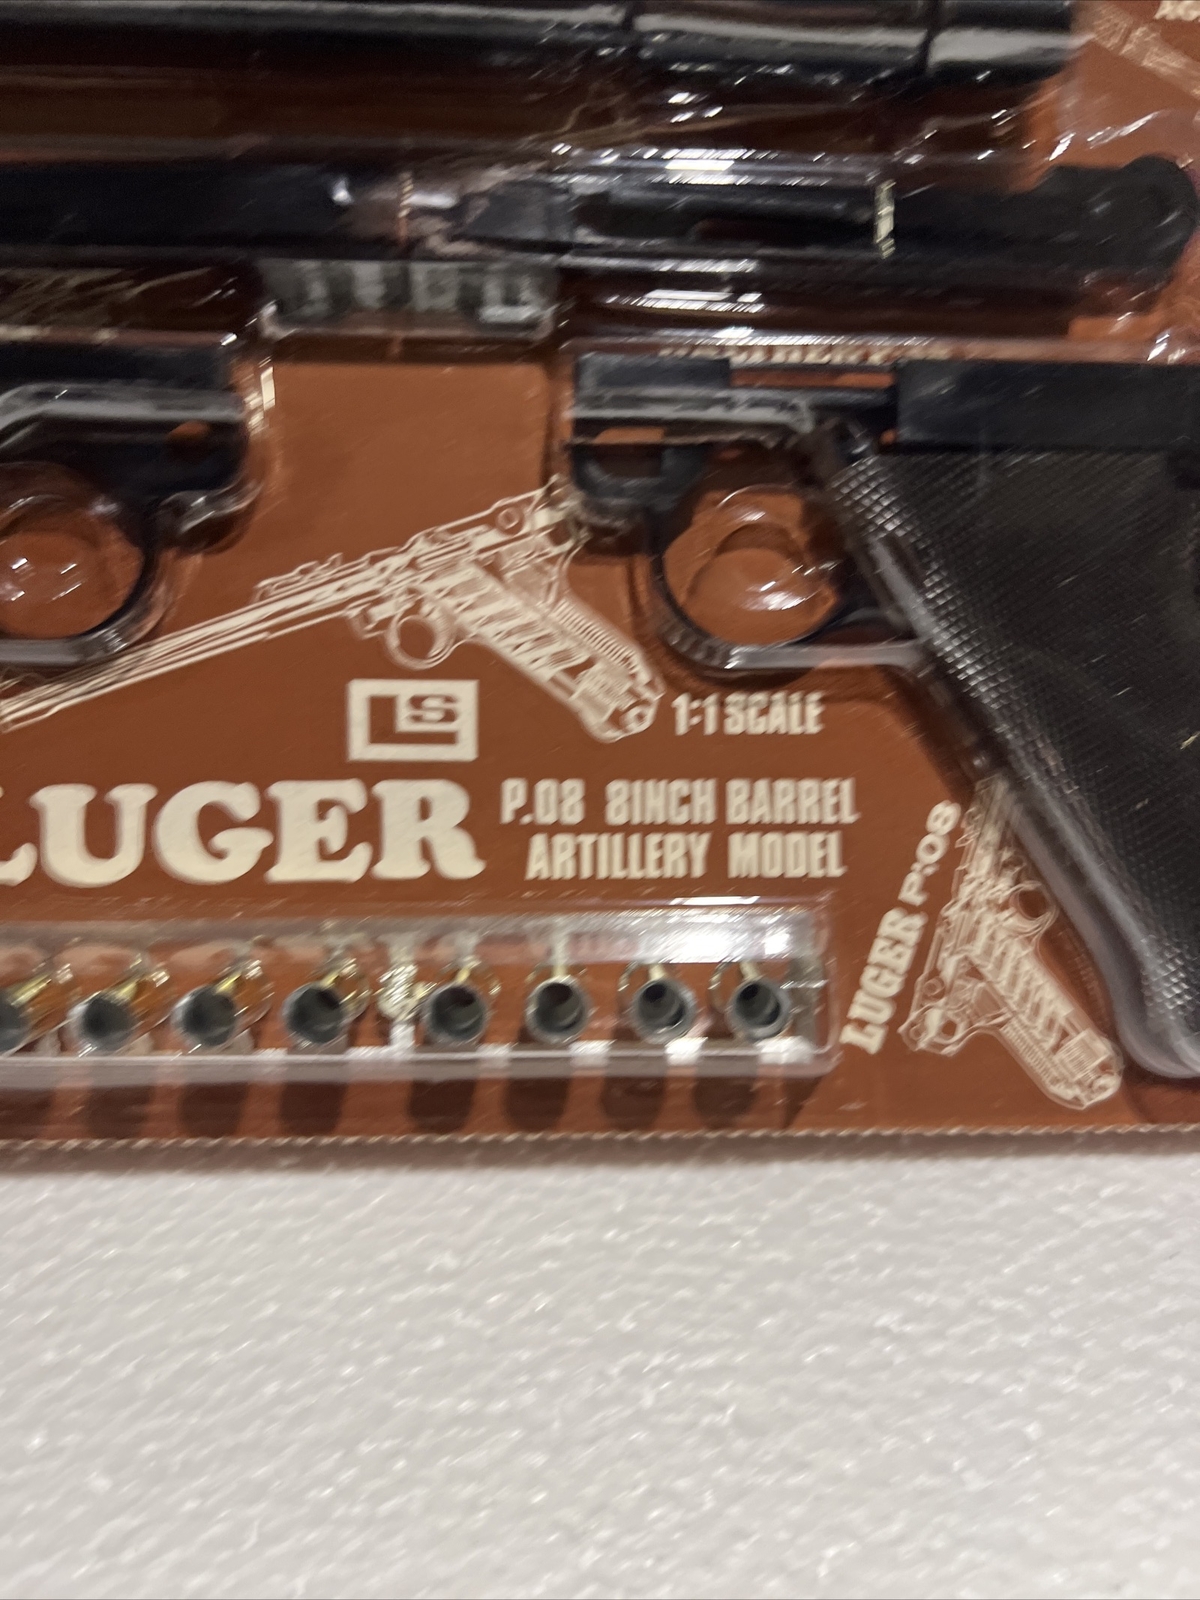 1:1 SCALE
LS
LUGER
P.08 8INCH BARREL
ARTILLERY MODEL
LUGER P.08